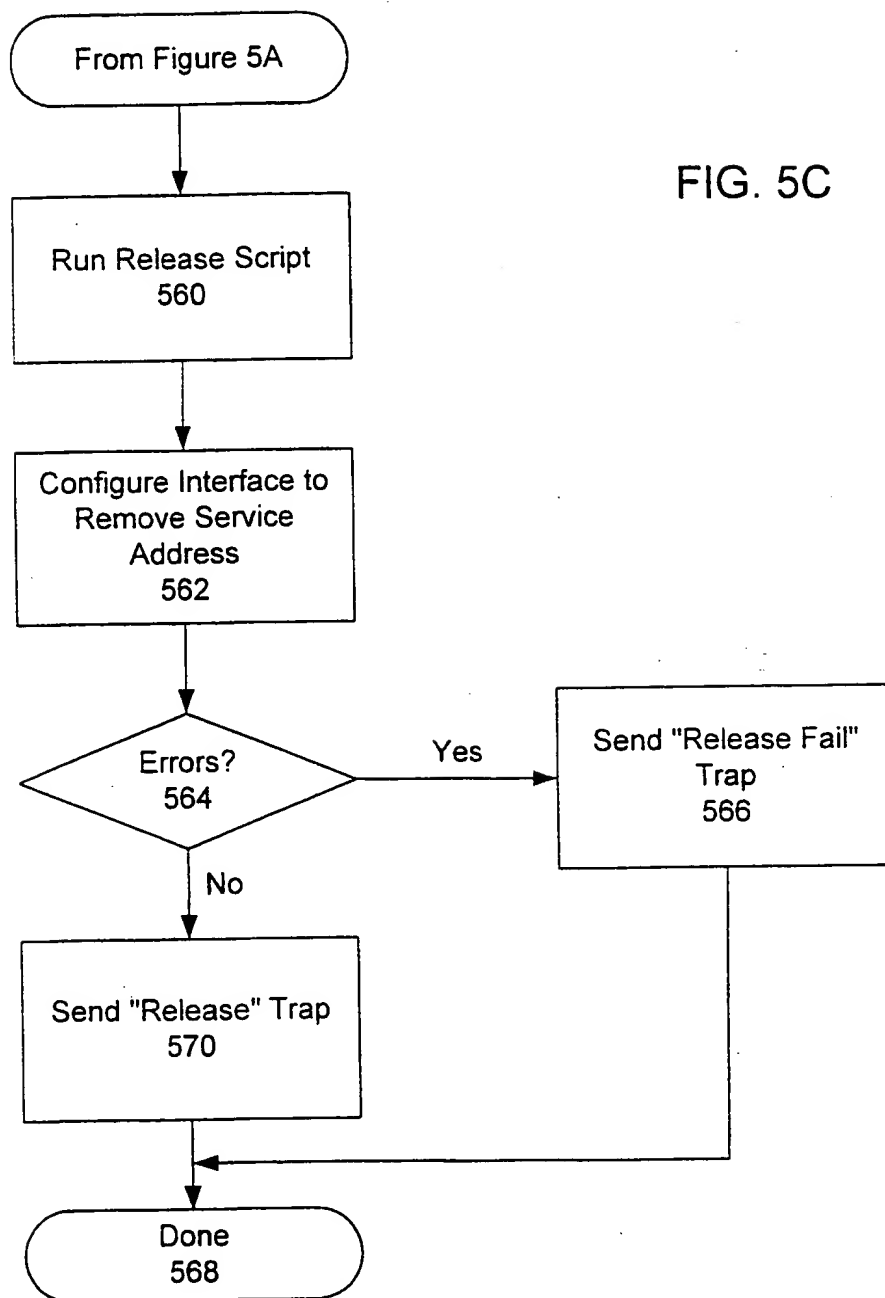 From Figure 5A
FIG. 5C
Run Release Script
560
Configure Interface to
Remove Service
Address
562
Errors?
564
Yes
Send "Release Fail"
Trap
566
No
Send "Release" Trap
570
Done
568